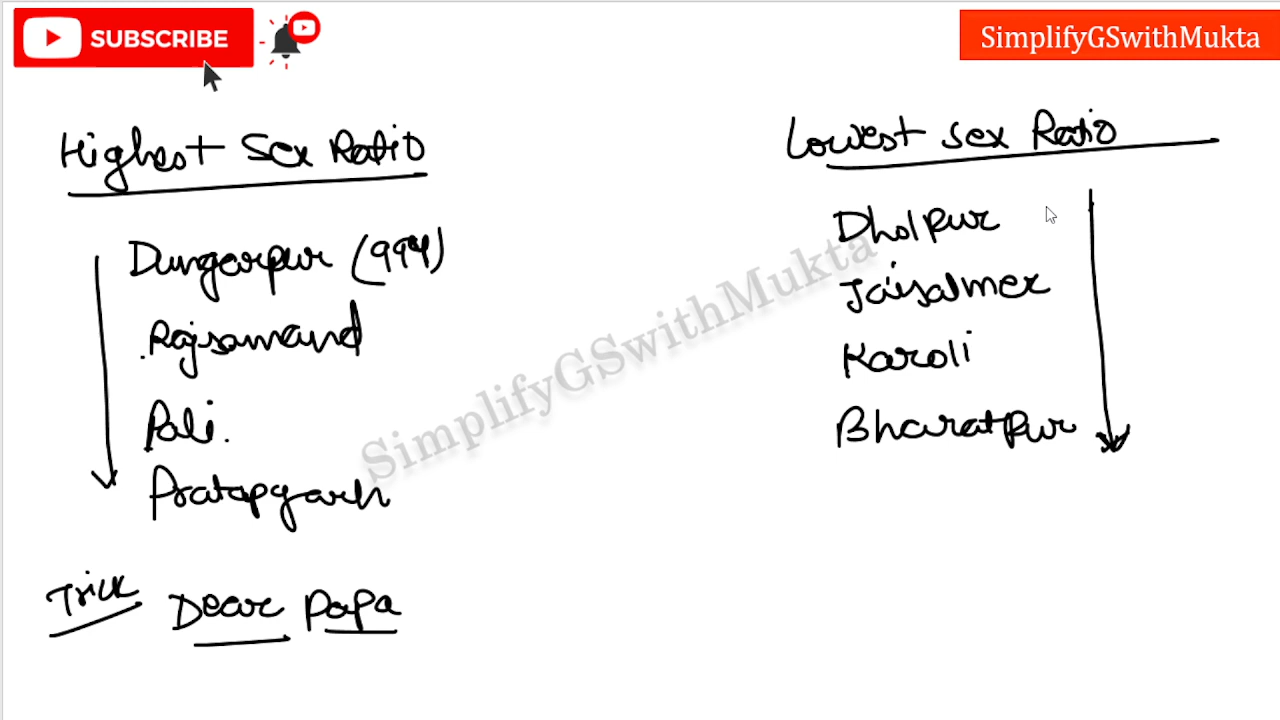 SUBSCRIBE
SimplifyGSwithMukta
Highest Sex Ratio
Dungarpur (994)
Rajsamand
Pali.
Pratapgarh
Trick Dear Papa
Lowest Sex Ratio
Dholpur
Jaisalmer
Karoli
Bharatpur
SimplifyGSwithMukta